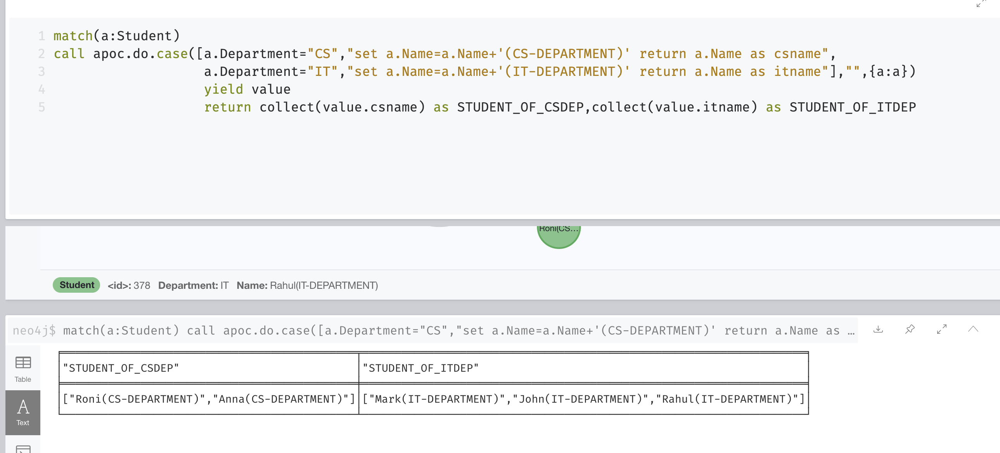 1 match(a:Student)
2 call apoc.do.case([a.Department="CS","set a.Name=a.Name+'(CS-DEPARTMENT)' return a.Name as csname",
3 a.Department="IT","set a.Name=a.Name+'(IT-DEPARTMENT)' return a.Name as itname"],"",{a:a})
4 yield value
5 return collect(value.csname) as STUDENT_OF_CSDEP,collect(value.itname) as STUDENT_OF_ITDEP
Roni(CS...
Student <id>: 378 Department: IT Name: Rahul(IT-DEPARTMENT)
neo4j$ match(a:Student) call apoc.do.case([a.Department="CS","set a.Name=a.Name+'(CS-DEPARTMENT)' return a.Name as …
Table
Text
"STUDENT_OF_CSDEP" "STUDENT_OF_ITDEP"
["Roni(CS-DEPARTMENT)","Anna(CS-DEPARTMENT)"] ["Mark(IT-DEPARTMENT)","John(IT-DEPARTMENT)","Rahul(IT-DEPARTMENT)"]